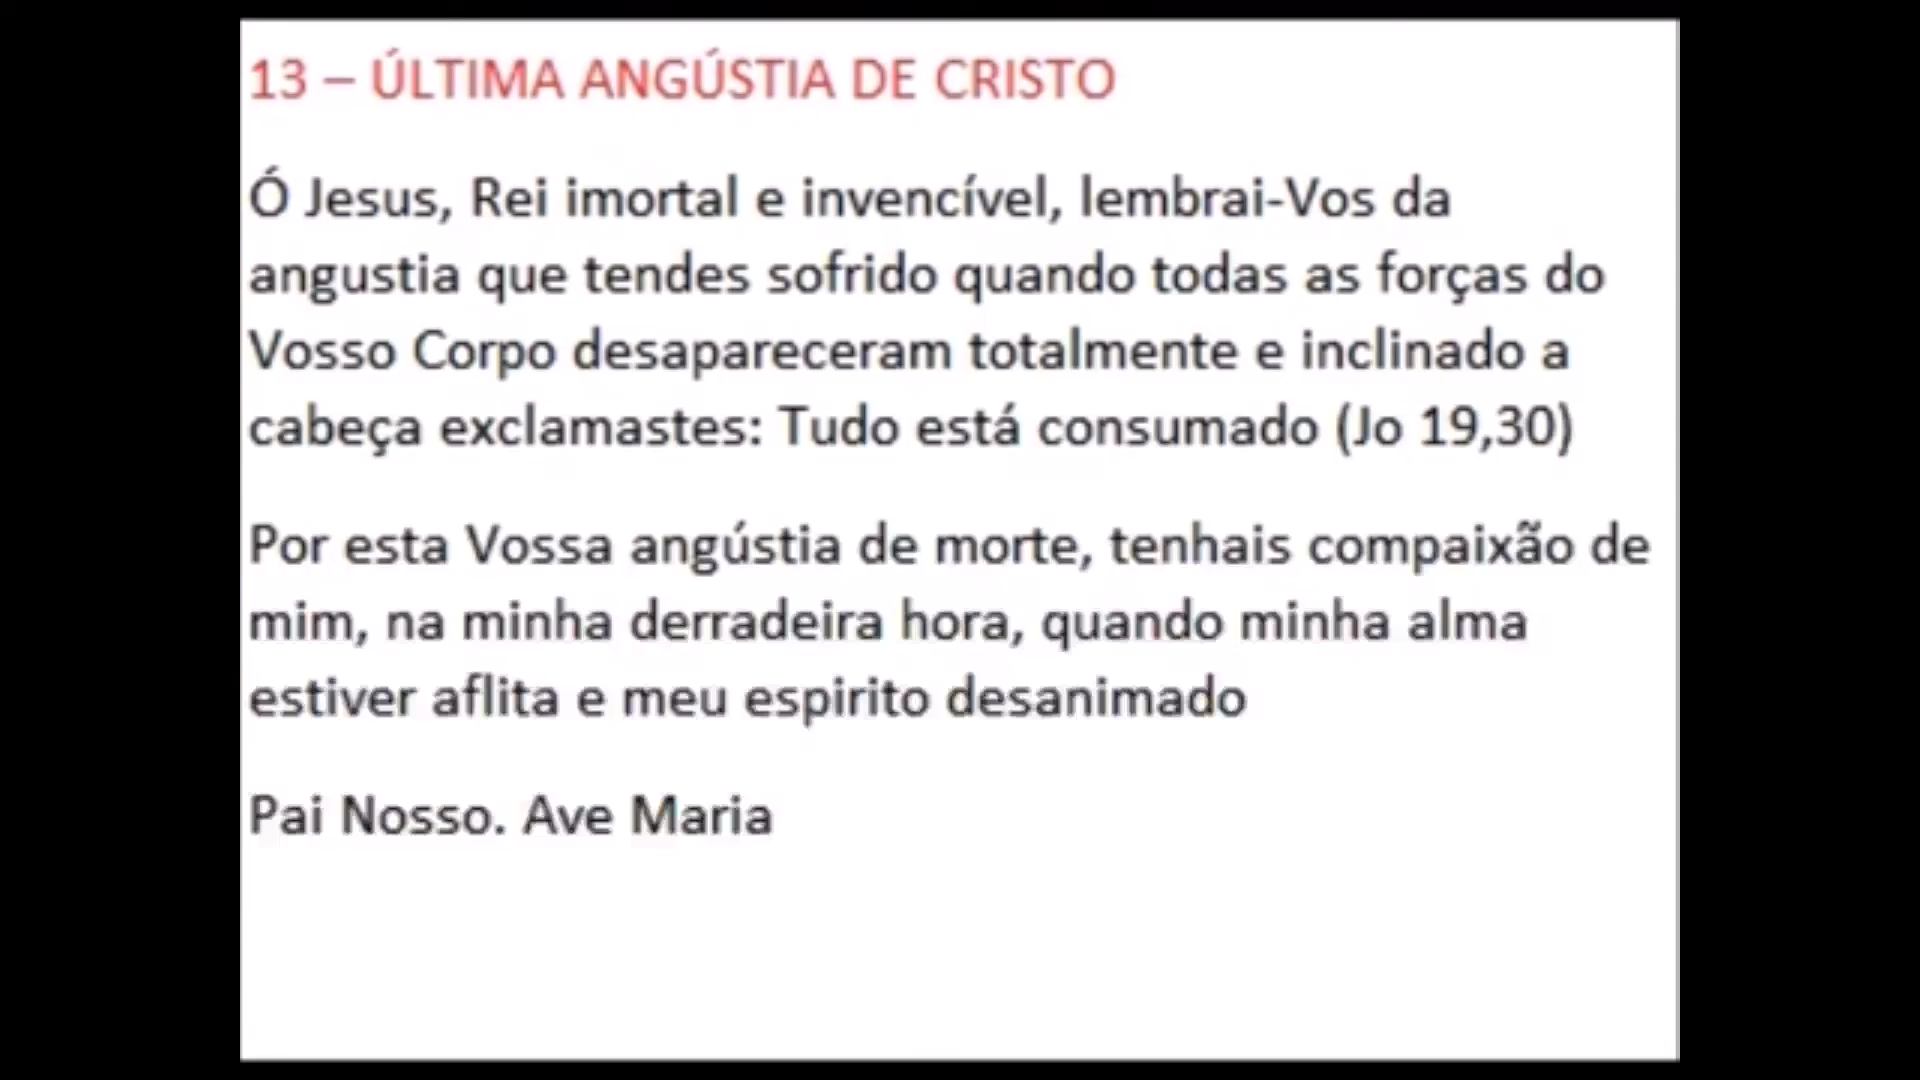 13 – ÚLTIMA ANGÚSTIA DE CRISTO
Ó Jesus, Rei imortal e invencível, lembrai-Vos da
angustia que tendes sofrido quando todas as forças do
Vosso Corpo desapareceram totalmente e inclinado a
cabeça exclamastes: Tudo está consumado (Jo 19,30)
Por esta Vossa angústia de morte, tenhais compaixão de
mim, na minha derradeira hora, quando minha alma
estiver aflita e meu espirito desanimado
Pai Nosso. Ave Maria